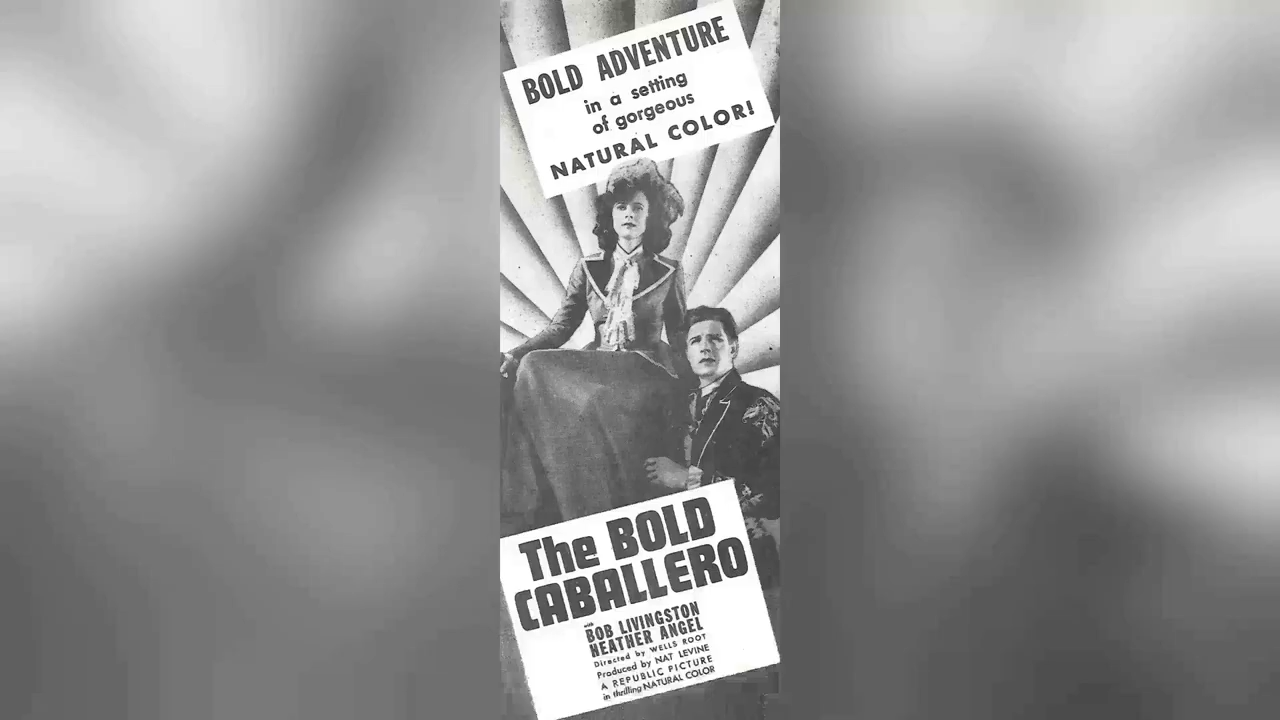 BOLD ADVENTURE
in a setting
of gorgeous
NATURAL COLOR!
The BOLD
CABALLERO
with
BOB LIVINGSTON
HEATHER ANGEL
Directed by WELLS ROOT
Produced by NAT LEVINE
A REPUBLIC PICTURE
in thrilling NATURAL COLOR